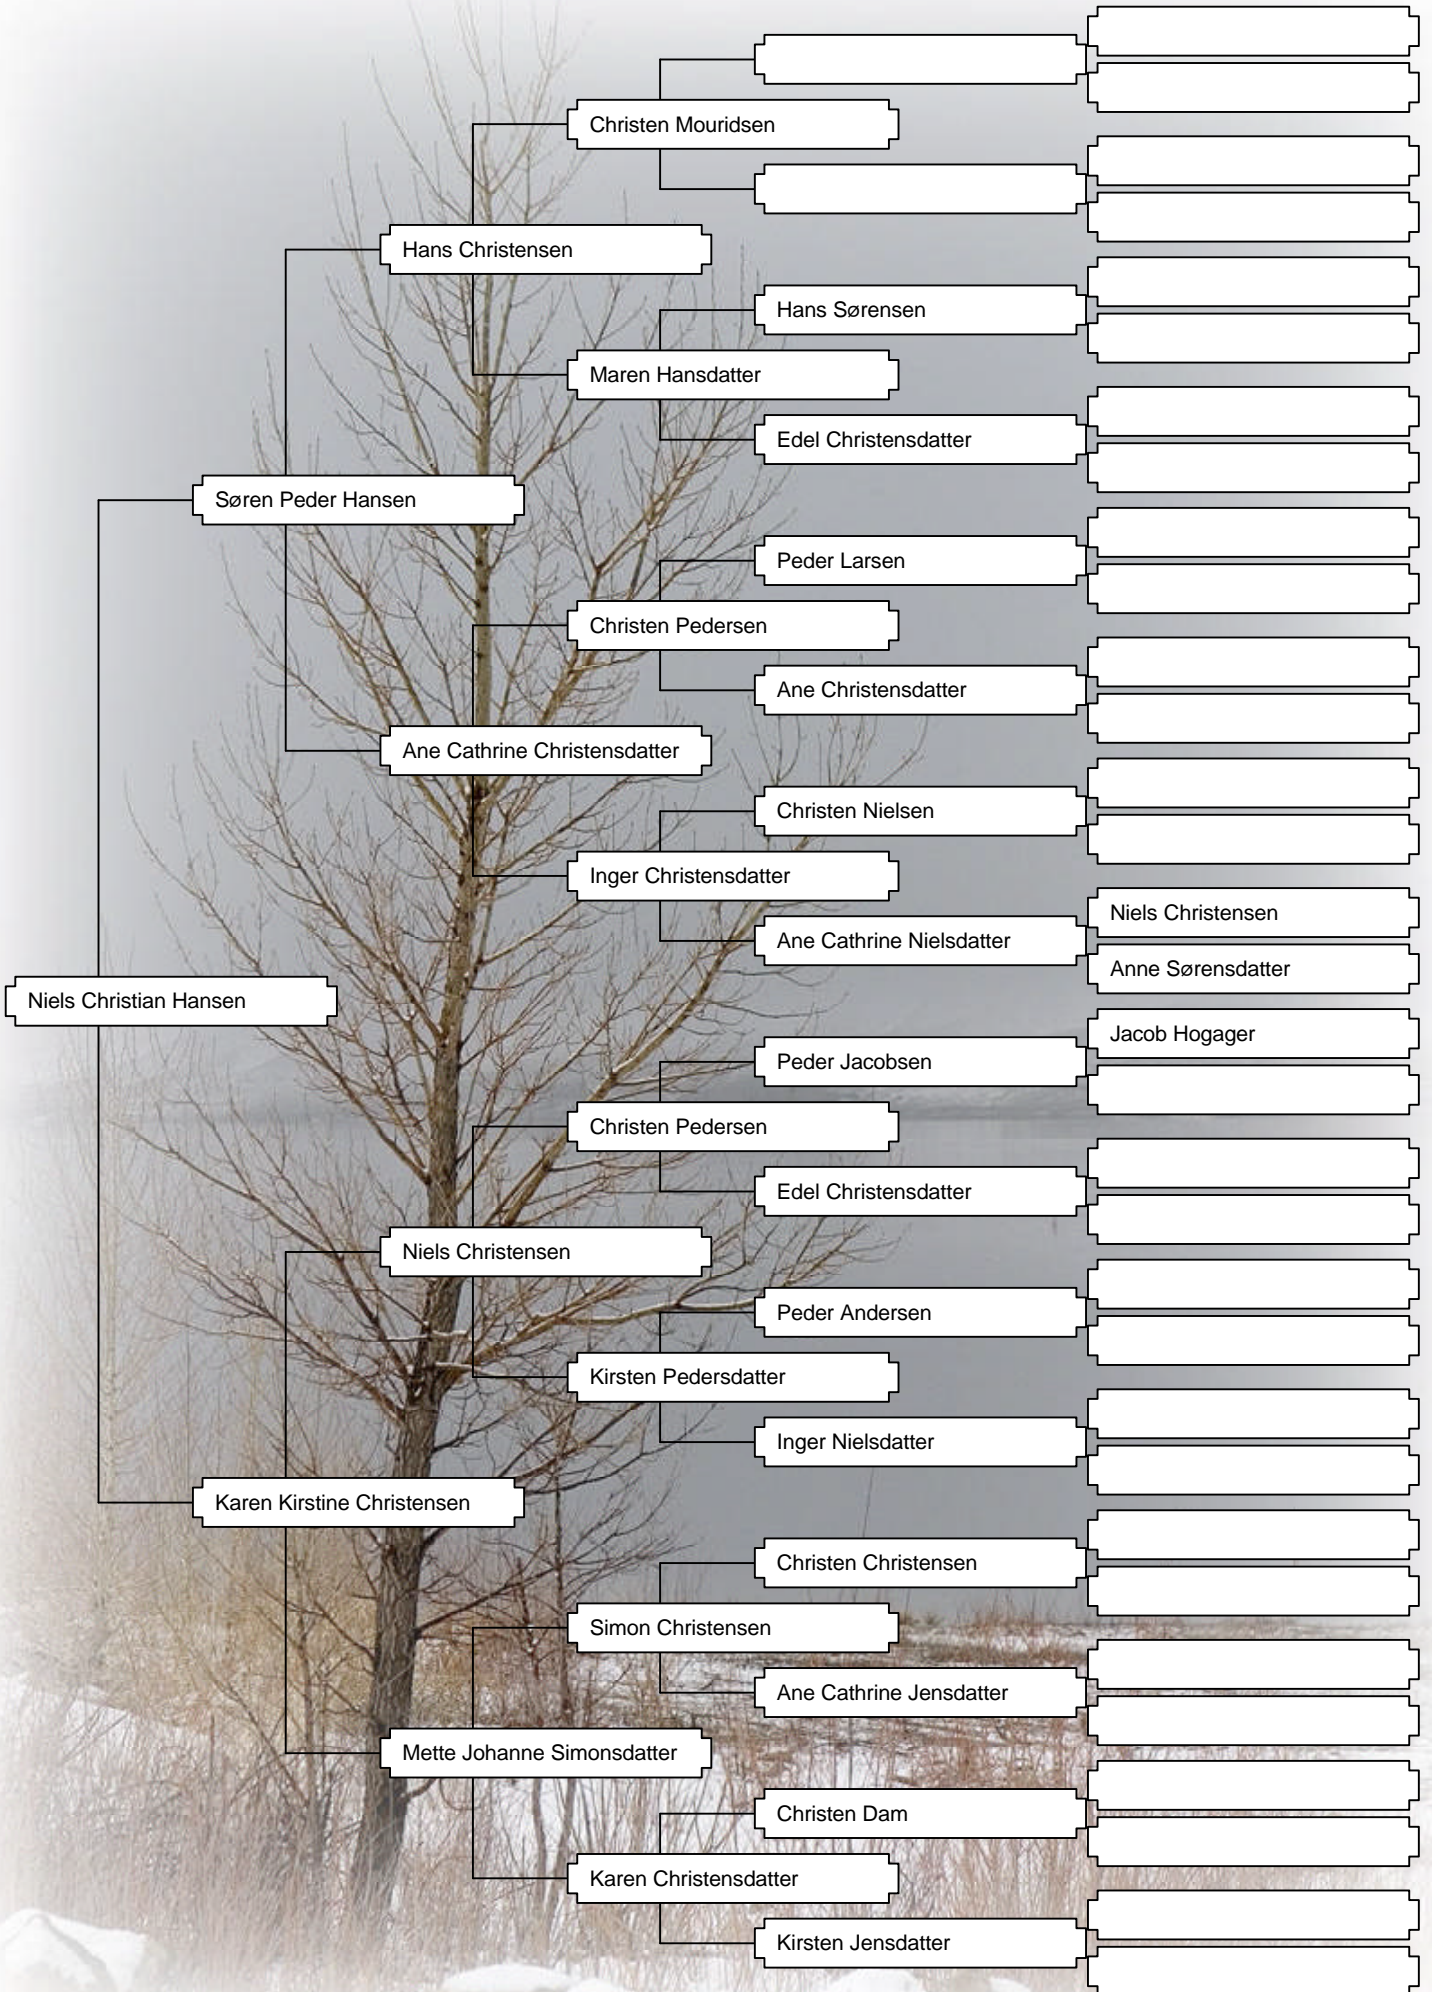 Christen Mouridsen
Hans Christensen
Hans Sørensen
Maren Hansdatter
Edel Christensdatter
Søren Peder Hansen
Peder Larsen
Christen Pedersen
Ane Christensdatter
Ane Cathrine Christensdatter
Christen Nielsen
Inger Christensdatter
Niels Christensen
Ane Cathrine Nielsdatter
Anne Sørensdatter
Niels Christian Hansen
Jacob Hogager
Peder Jacobsen
Christen Pedersen
Edel Christensdatter
Niels Christensen
Peder Andersen
Kirsten Pedersdatter
Inger Nielsdatter
Karen Kirstine Christensen
Christen Christensen
Simon Christensen
Ane Cathrine Jensdatter
Mette Johanne Simonsdatter
Christen Dam
Karen Christensdatter
Kirsten Jensdatter